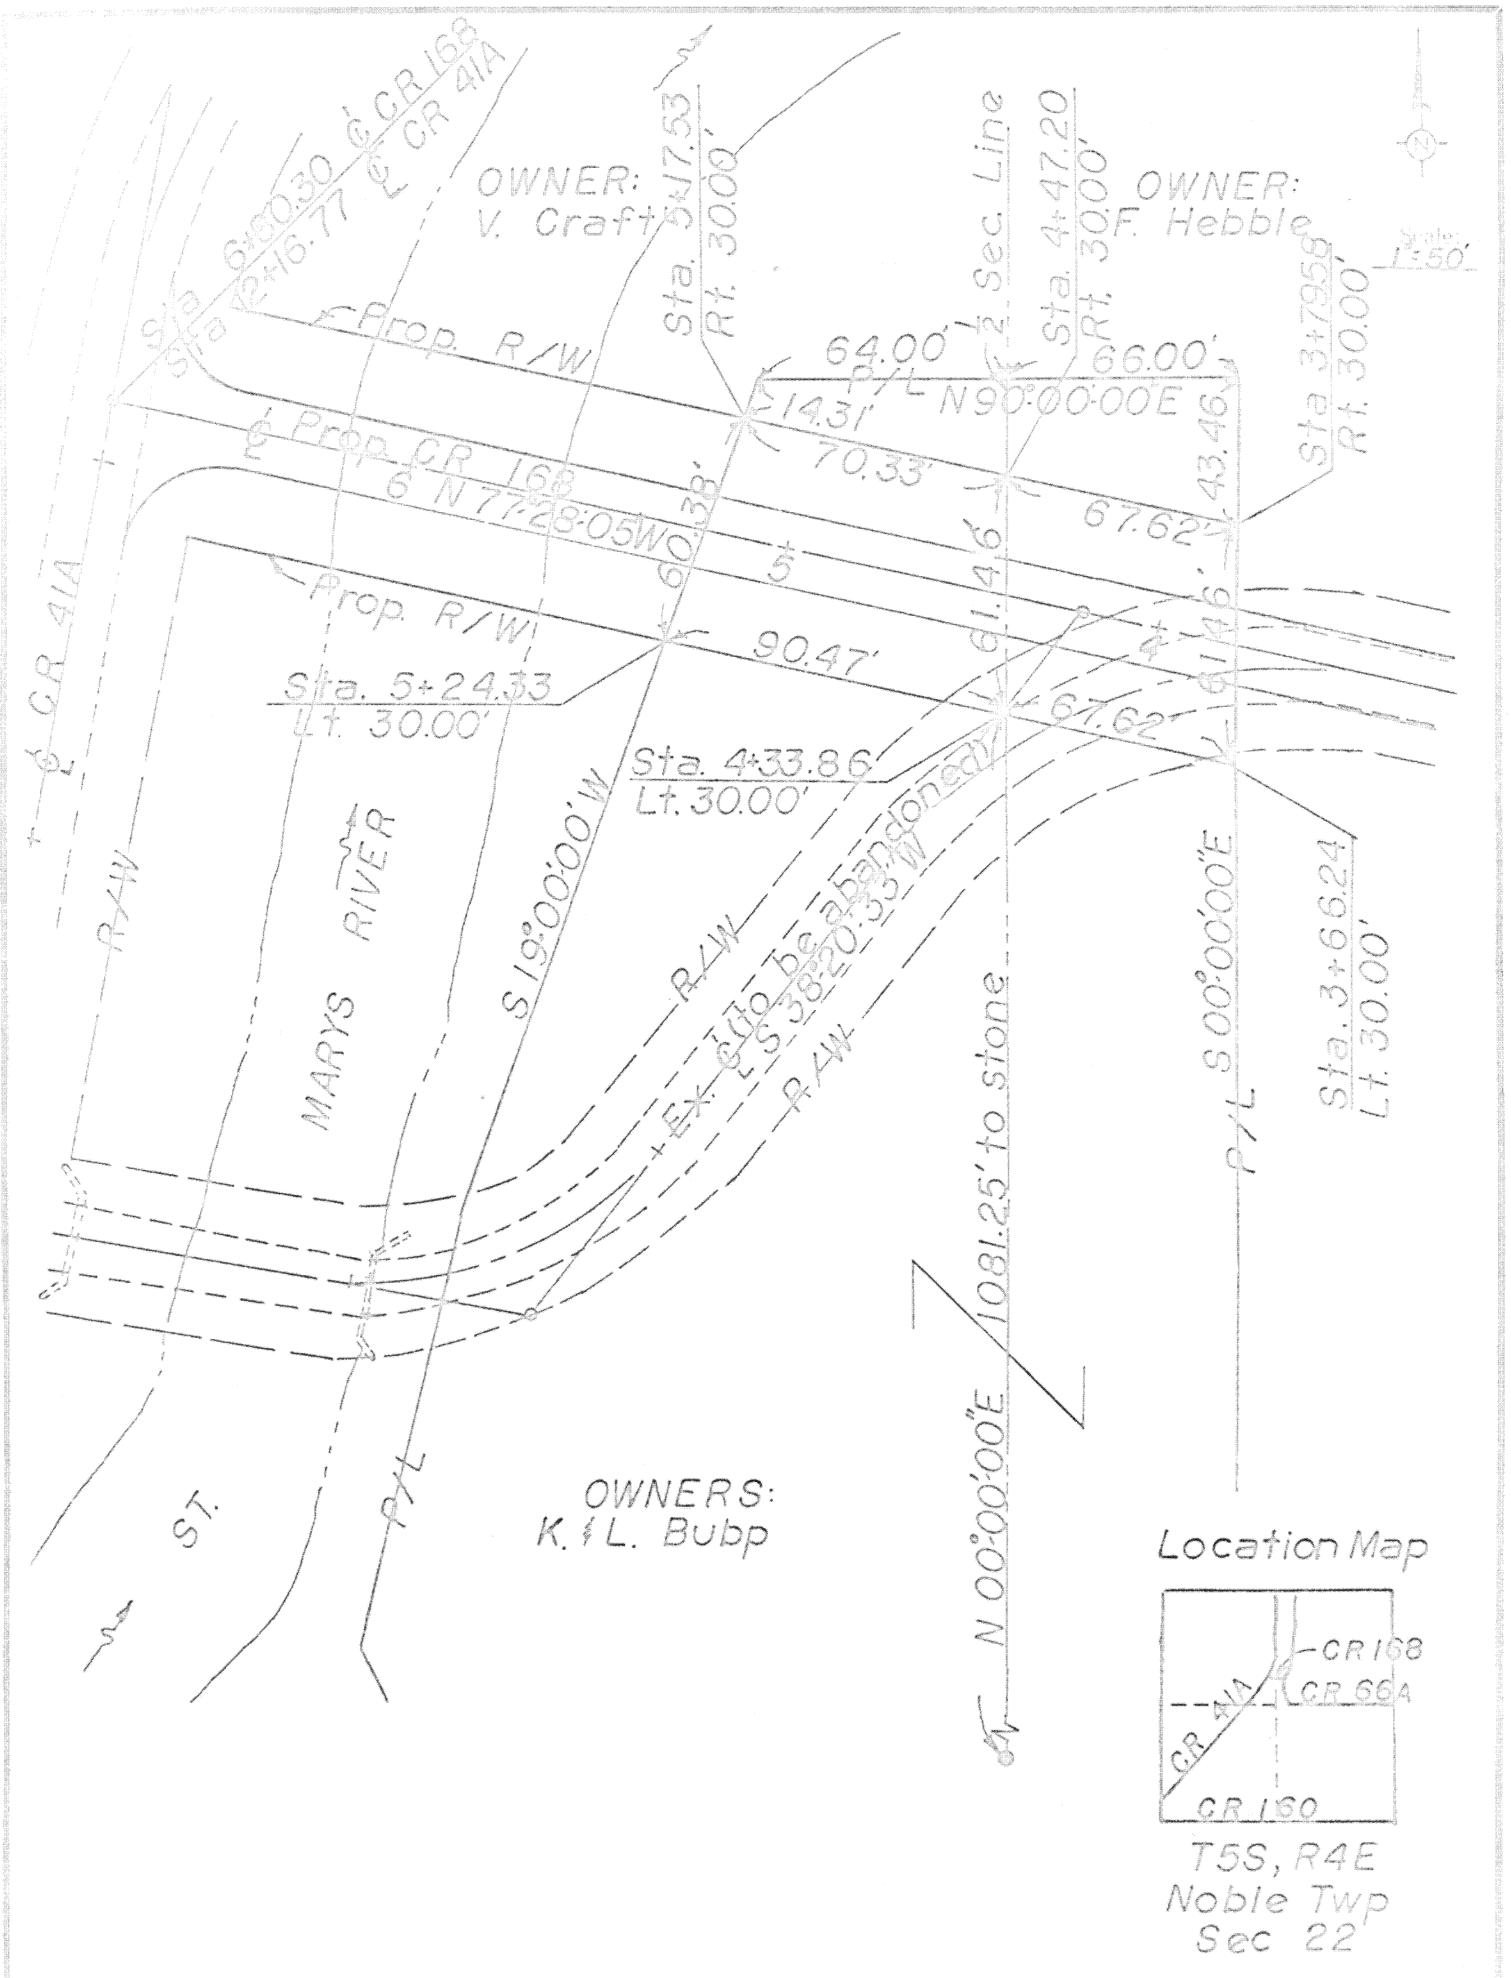 Sta. 6+80.30 ℄ CR 168
Sta. 12+16.77 ℄ CR 41A
OWNER:
V. Craft
Sta. 5+17.53
Rt. 30.00'
½ Sec Line
Sta. 4+47.20
Rt. 30.00'
OWNER:
F. Hebble
N
Scale:
1"=50'
Sta. 3+79.58
Rt. 30.00'
Prop. R/W
64.00'
66.00'
P/L
N90°00'00"E
14.31'
70.33'
67.62'
43.46'
℄ Prop. CR 168
6
N 77°28'05"W
60.38'
5
61.46'
4
61.46'
Prop. R/W
90.47'
67.62'
℄ CR 41A
Sta. 5+24.33
Lt. 30.00'
Sta. 4+33.86
Lt. 30.00'
R/W
MARYS RIVER
S 19°00'00" W
R/W
Ex. ℄ (to be abandoned)
S 38°20'33" W
R/W
1081.25' to stone
N 00°00'00"E
S 00°00'00"E
P/L
Sta. 3+66.24
Lt. 30.00'
ST.
P/L
OWNERS:
K. & L. Bubp
Location Map
CR 168
CR 66A
CR 41A
CR 160
T5S, R4E
Noble Twp
Sec 22